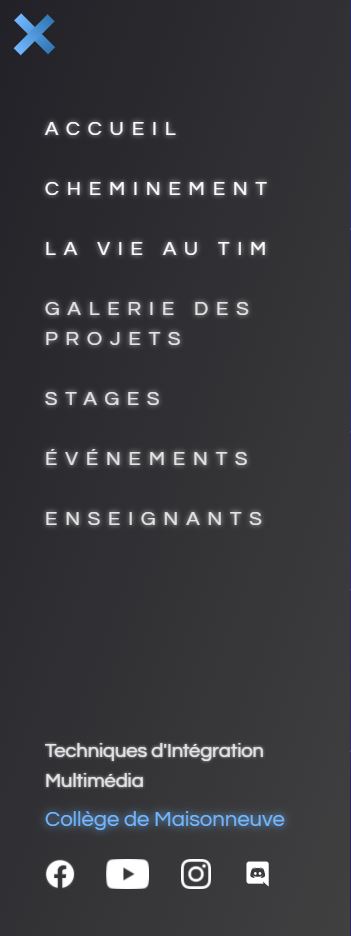 ACCUEIL
CHEMINEMENT
LA VIE AU TIM
GALERIE DES
PROJETS
STAGES
ÉVÉNEMENTS
ENSEIGNANTS
Techniques d'Intégration
Multimédia
Collège de Maisonneuve